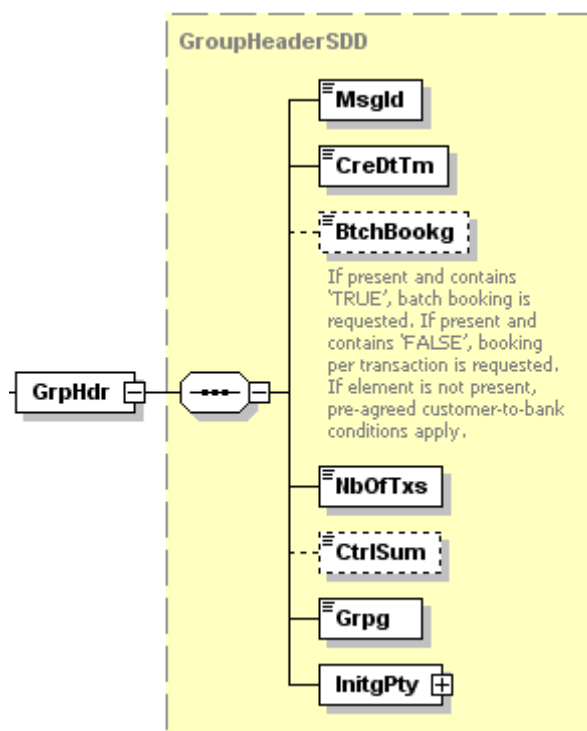 GroupHeaderSDD
MsgId
CreDtTm
BtchBookg
If present and contains
'TRUE', batch booking is
requested. If present and
contains 'FALSE', booking
per transaction is requested.
If element is not present,
pre-agreed customer-to-bank
conditions apply.
GrpHdr
NbOfTxs
CtrlSum
Grpg
InitgPty